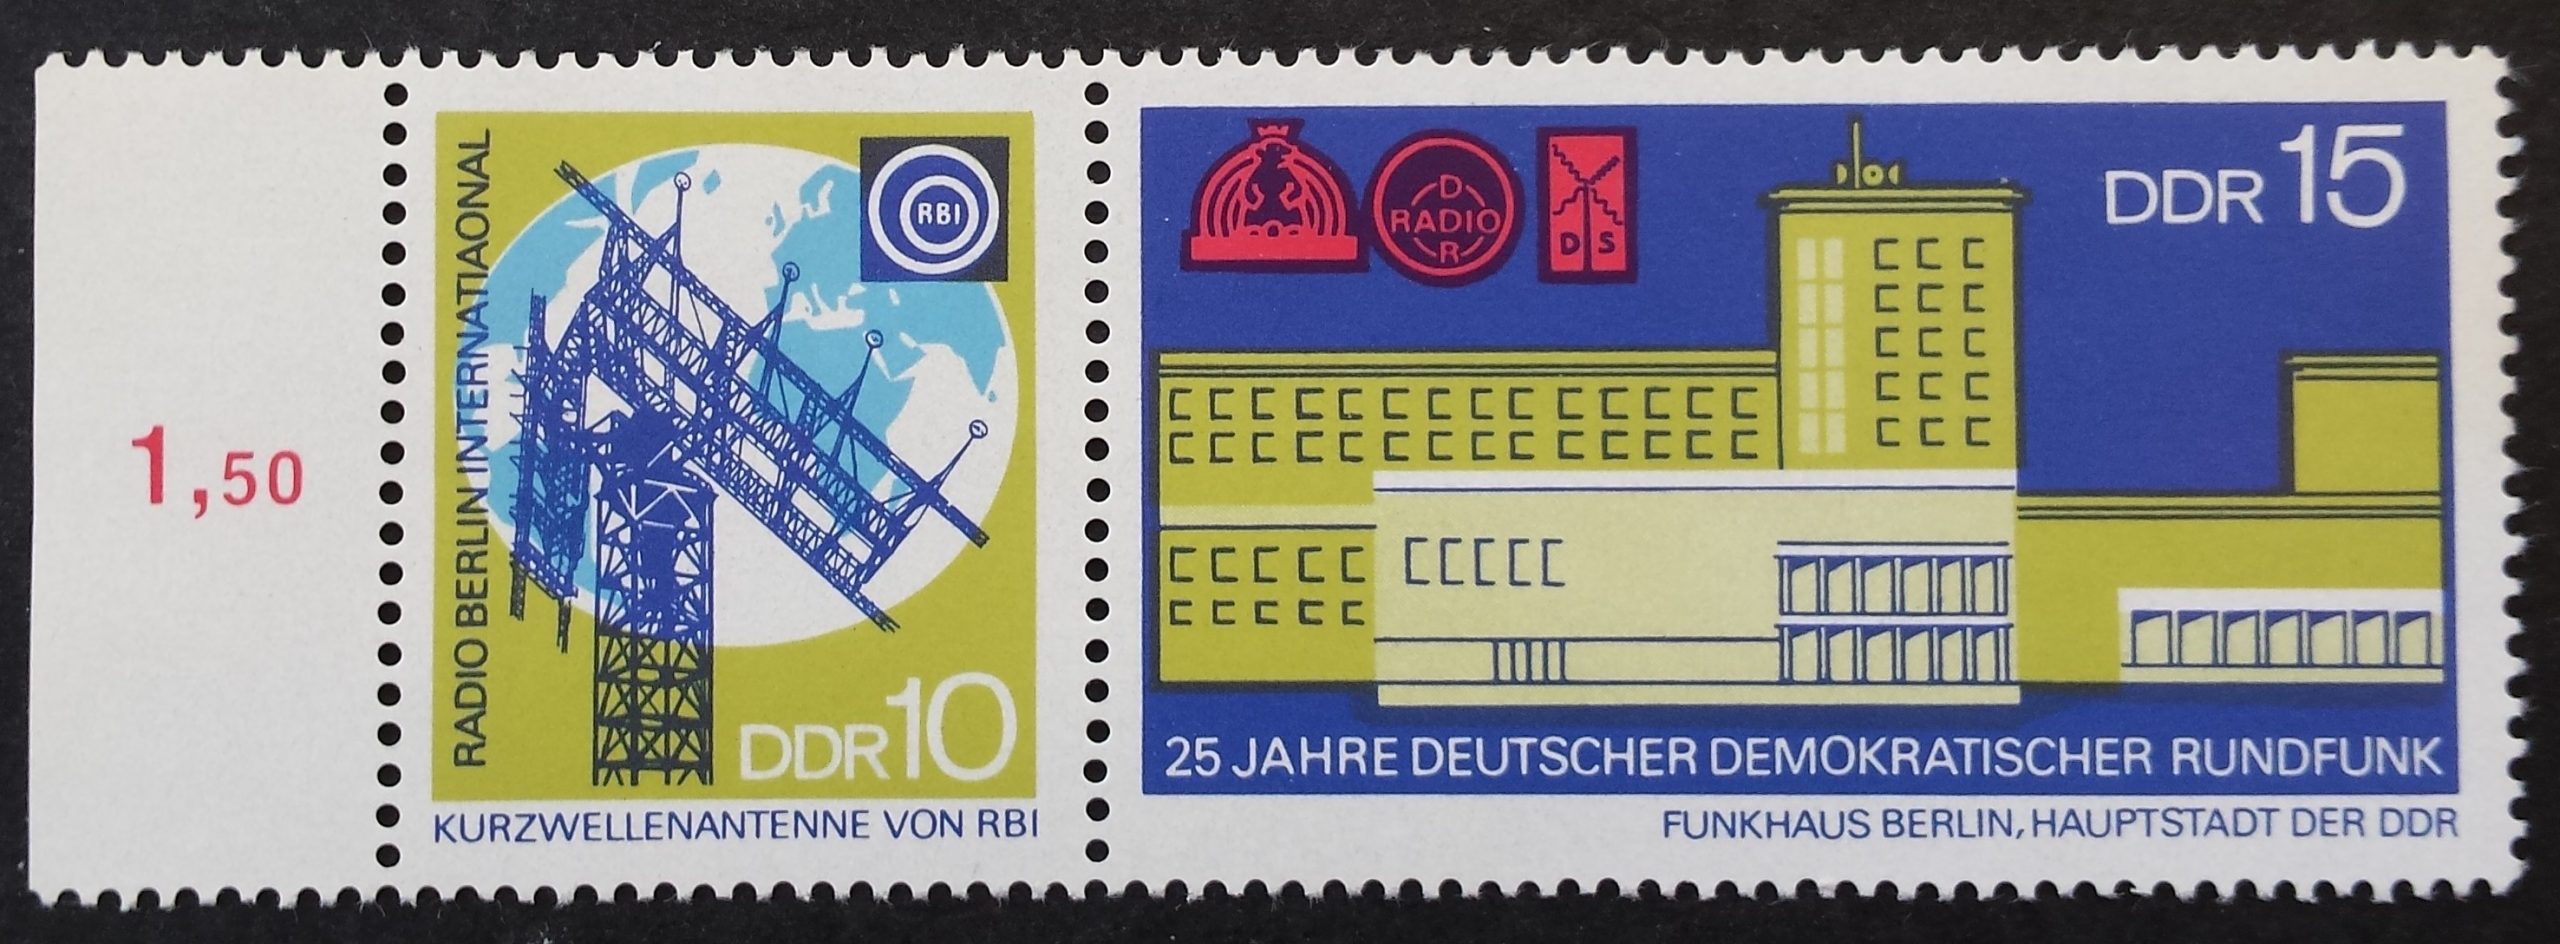 1,50
RADIO BERLIN INTERNATIAONAL
RBI
DDR 10
KURZWELLENANTENNE VON RBI
D
RADIO
R
D S
DDR 15
25 JAHRE DEUTSCHER DEMOKRATISCHER RUNDFUNK
FUNKHAUS BERLIN, HAUPTSTADT DER DDR